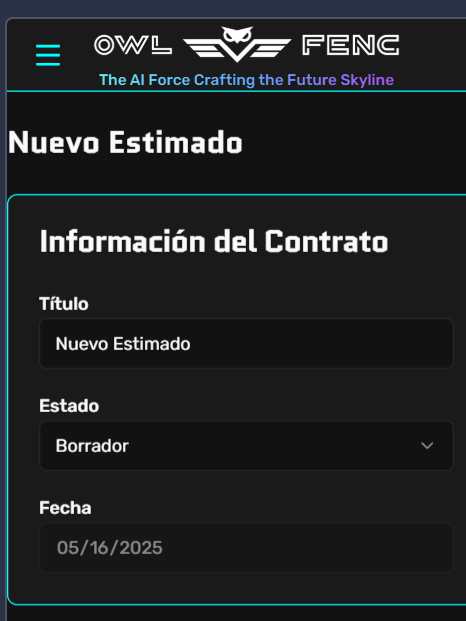 OWL FENC
The AI Force Crafting the Future Skyline
Nuevo Estimado
Información del Contrato
Título
Nuevo Estimado
Estado
Borrador
Fecha
05/16/2025